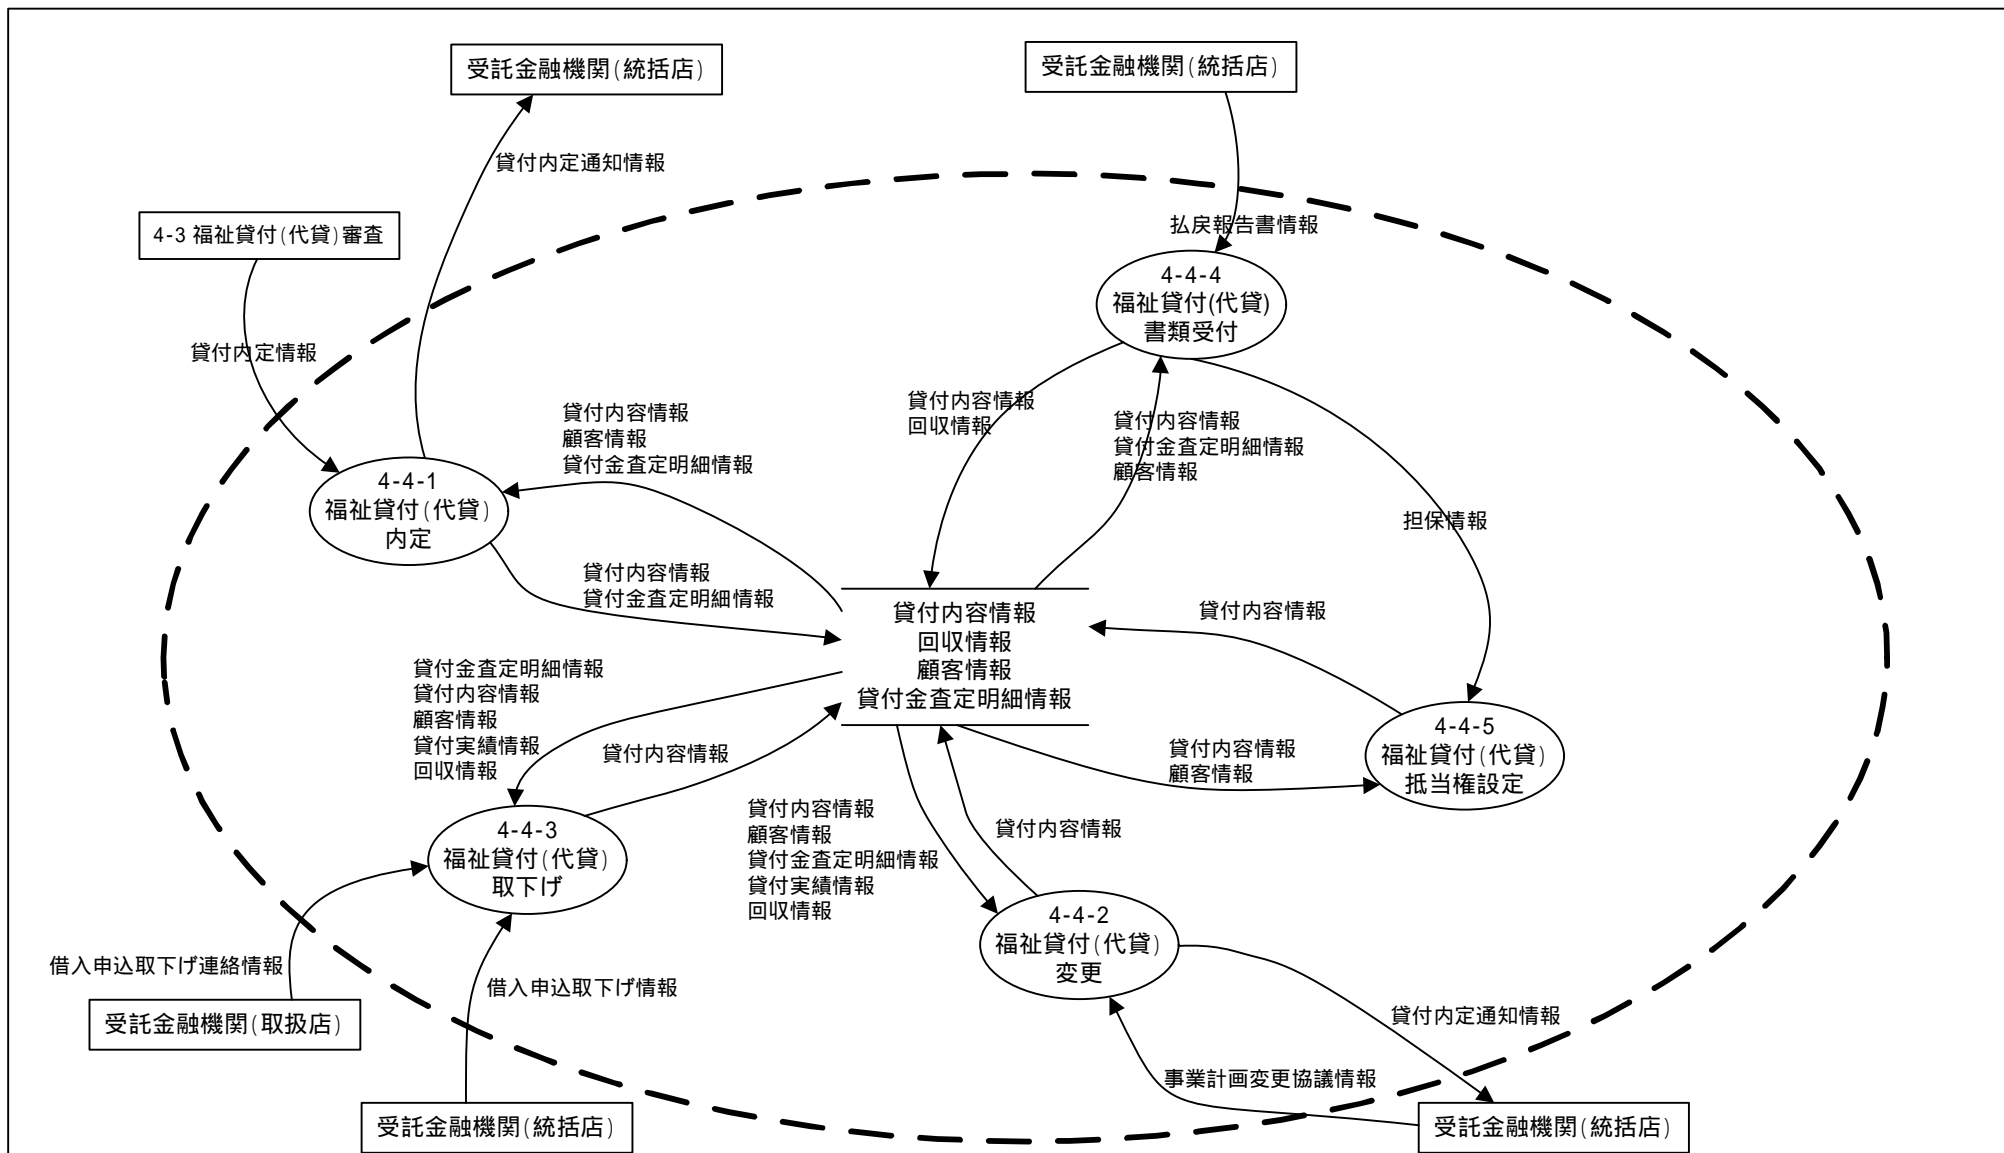 受託金融機関(統括店)
受託金融機関(統括店)
貸付内定通知情報
4-3 福祉貸付(代貸)審査
払戻報告書情報
4-4-4
福祉貸付(代貸)
書類受付
貸付内定情報
貸付内容情報
回収情報
貸付内容情報
顧客情報
貸付金査定明細情報
貸付内容情報
貸付金査定明細情報
顧客情報
4-4-1
福祉貸付(代貸)
内定
担保情報
貸付内容情報
貸付金査定明細情報
貸付内容情報
回収情報
顧客情報
貸付金査定明細情報
貸付内容情報
貸付金査定明細情報
貸付内容情報
顧客情報
貸付実績情報
回収情報
貸付内容情報
4-4-5
福祉貸付(代貸)
抵当権設定
貸付内容情報
顧客情報
4-4-3
福祉貸付(代貸)
取下げ
貸付内容情報
顧客情報
貸付金査定明細情報
貸付実績情報
回収情報
貸付内容情報
4-4-2
福祉貸付(代貸)
変更
借入申込取下げ連絡情報
借入申込取下げ情報
受託金融機関(取扱店)
貸付内定通知情報
事業計画変更協議情報
受託金融機関(統括店)
受託金融機関(統括店)